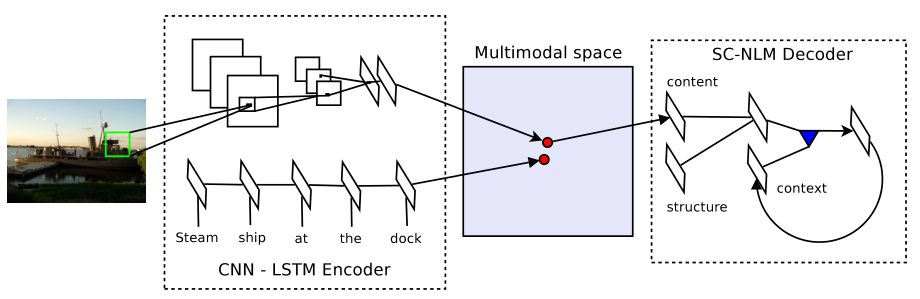 Steam ship at the dock
CNN - LSTM Encoder
Multimodal space
SC-NLM Decoder
content
structure
context